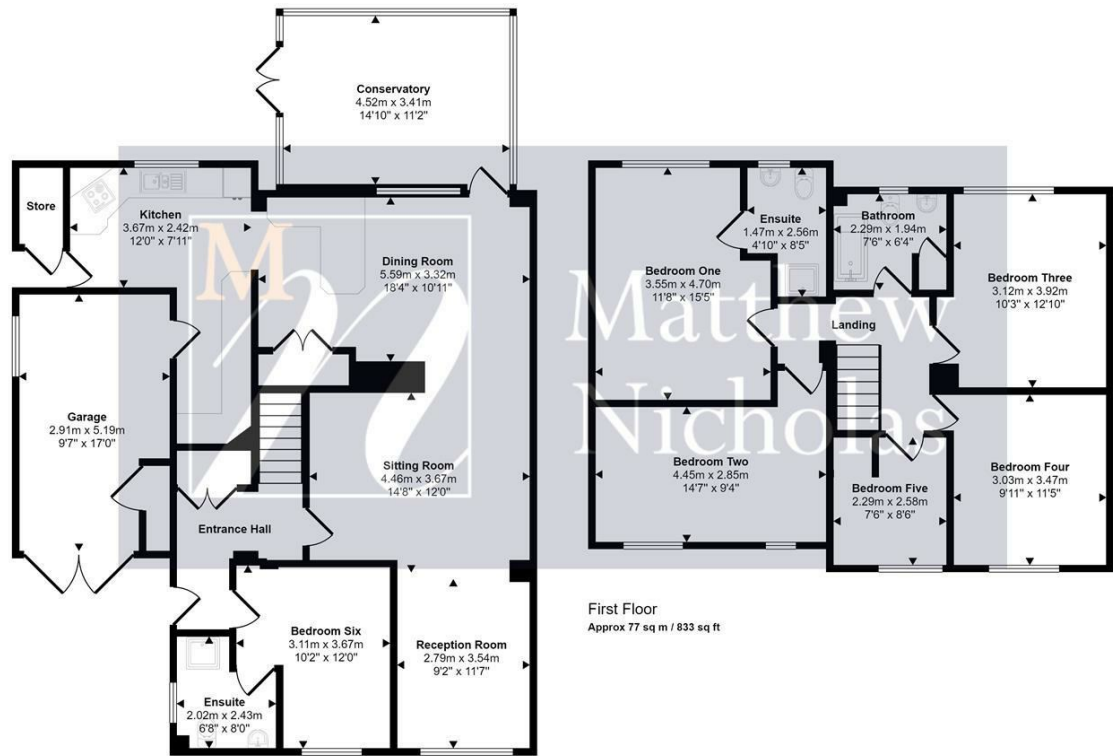 Conservatory
4.52m x 3.41m
14'10" x 11'2"
Store
Kitchen
3.67m x 2.42m
12'0" x 7'11"
Dining Room
5.59m x 3.32m
18'4" x 10'11"
Garage
2.91m x 5.19m
9'7" x 17'0"
Sitting Room
4.46m x 3.67m
14'8" x 12'0"
Entrance Hall
Bedroom Six
3.11m x 3.67m
10'2" x 12'0"
Reception Room
2.79m x 3.54m
9'2" x 11'7"
Ensuite
2.02m x 2.43m
6'8" x 8'0"
Ensuite
1.47m x 2.56m
4'10" x 8'5"
Bathroom
2.29m x 1.94m
7'6" x 6'4"
Bedroom One
3.55m x 4.70m
11'8" x 15'5"
Bedroom Three
3.12m x 3.92m
10'3" x 12'10"
Landing
Bedroom Two
4.45m x 2.85m
14'7" x 9'4"
Bedroom Five
2.29m x 2.58m
7'6" x 8'6"
Bedroom Four
3.03m x 3.47m
9'11" x 11'5"
First Floor
Approx 77 sq m / 833 sq ft
M
n
Matthew
Nicholas